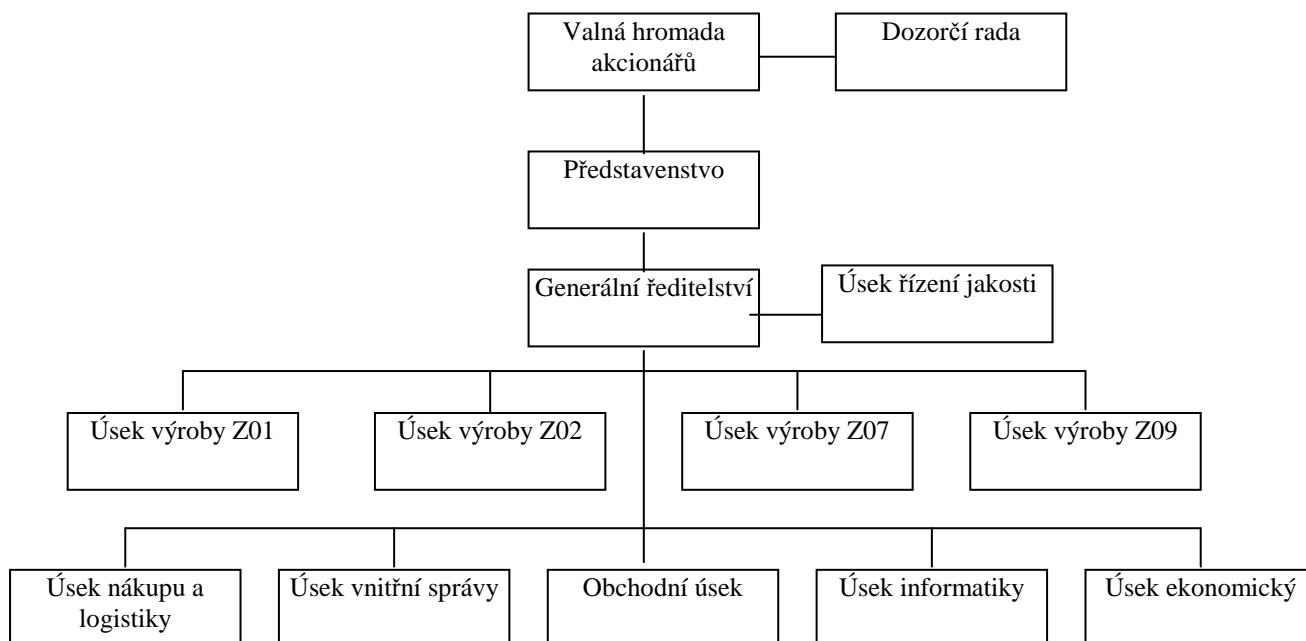 Valná hromada
akcionářů
Dozorčí rada
Představenstvo
Generální ředitelství
Úsek řízení jakosti
Úsek výroby Z01
Úsek výroby Z02
Úsek výroby Z07
Úsek výroby Z09
Úsek nákupu a
logistiky
Úsek vnitřní správy
Obchodní úsek
Úsek informatiky
Úsek ekonomický